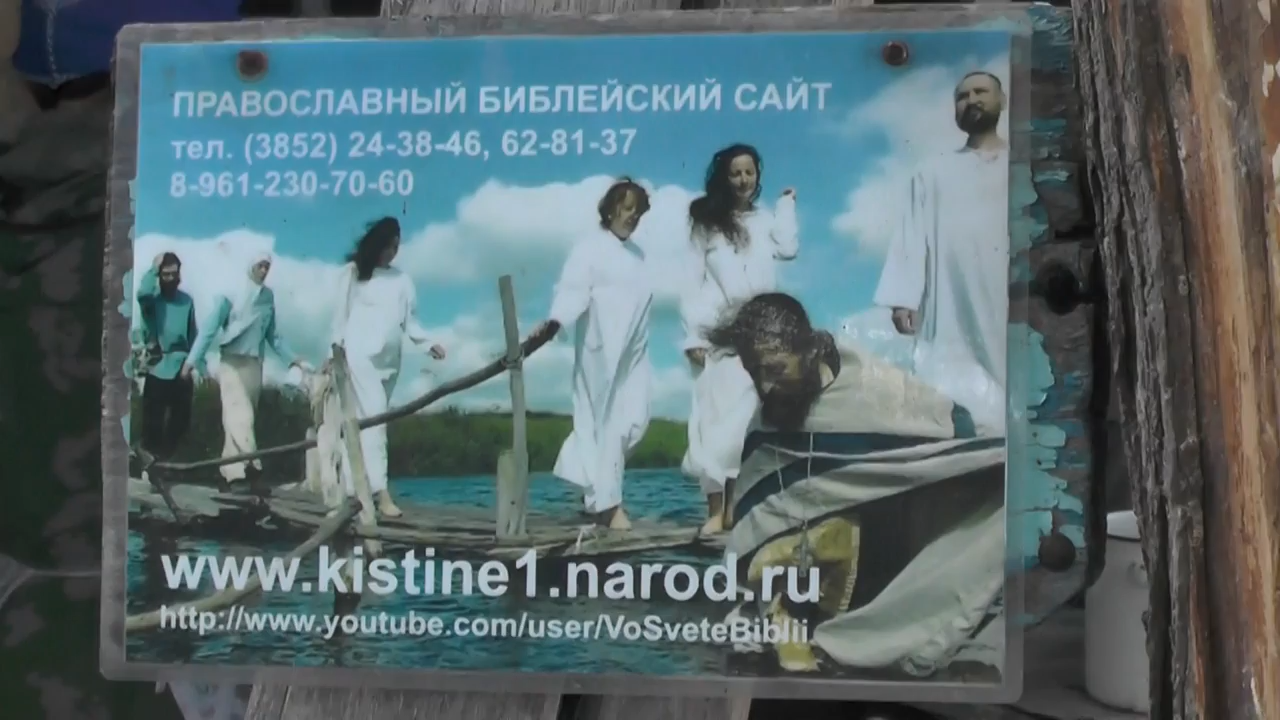 ПРАВОСЛАВНЫЙ БИБЛЕЙСКИЙ САЙТ
тел. (3852) 24-38-46, 62-81-37
8-961-230-70-60
www.kistine1.narod.ru
http://www.youtube.com/user/VoSveteBiblii